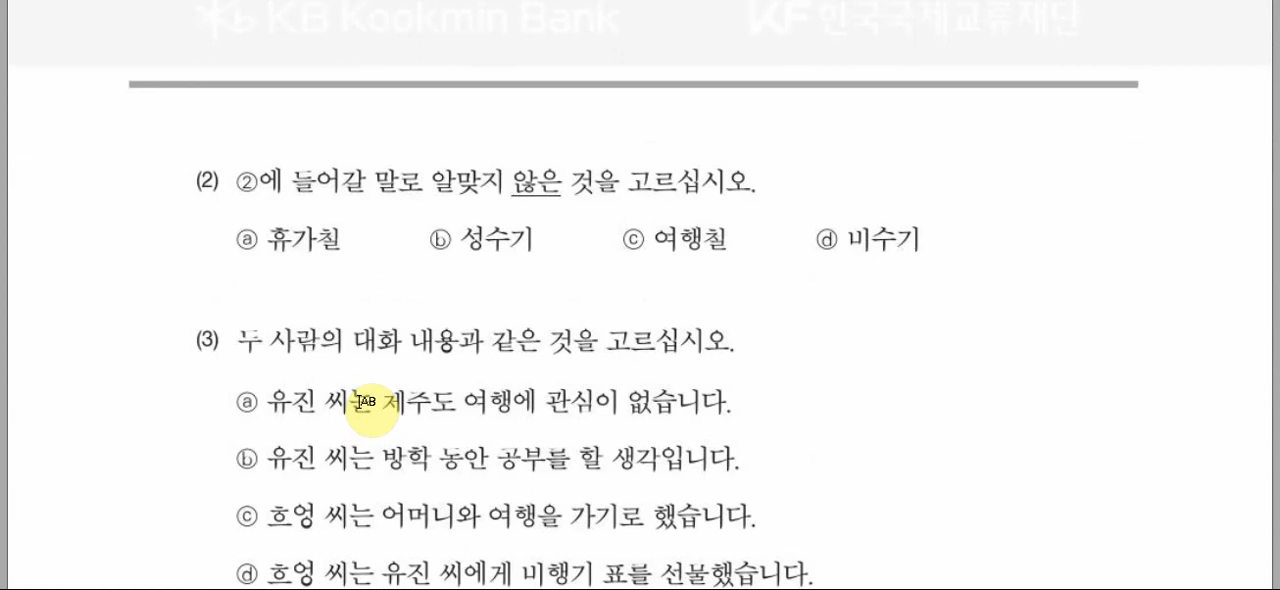 KB Kookmin Bank KF 한국국제교류재단
(2) ②에 들어갈 말로 알맞지 않은 것을 고르십시오.
ⓐ 휴가철 ⓑ 성수기 ⓒ 여행철 ⓓ 비수기
(3) 두 사람의 대화 내용과 같은 것을 고르십시오.
ⓐ 유진 씨는 제주도 여행에 관심이 없습니다.
ⓑ 유진 씨는 방학 동안 공부를 할 생각입니다.
ⓒ 흐엉 씨는 어머니와 여행을 가기로 했습니다.
ⓓ 흐엉 씨는 유진 씨에게 비행기 표를 선물했습니다.